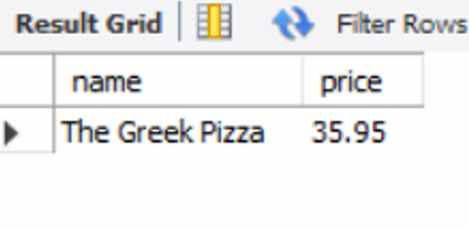 Result Grid Filter Rows
name price
The Greek Pizza 35.95